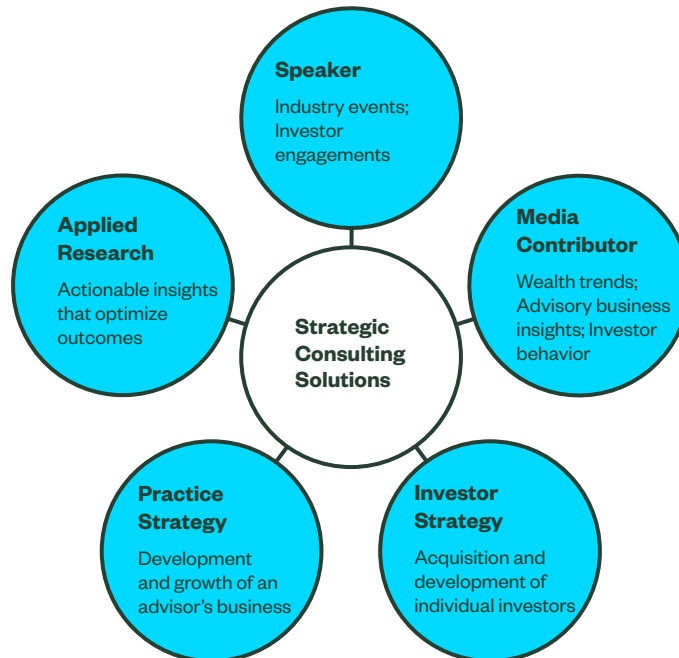 Speaker
Industry events;
Investor
engagements
Applied
Research
Actionable insights
that optimize
outcomes
Media
Contributor
Wealth trends;
Advisory business
insights; Investor
behavior
Strategic
Consulting
Solutions
Practice
Strategy
Development
and growth of an
advisor's business
Investor
Strategy
Acquisition and
development of
individual investors